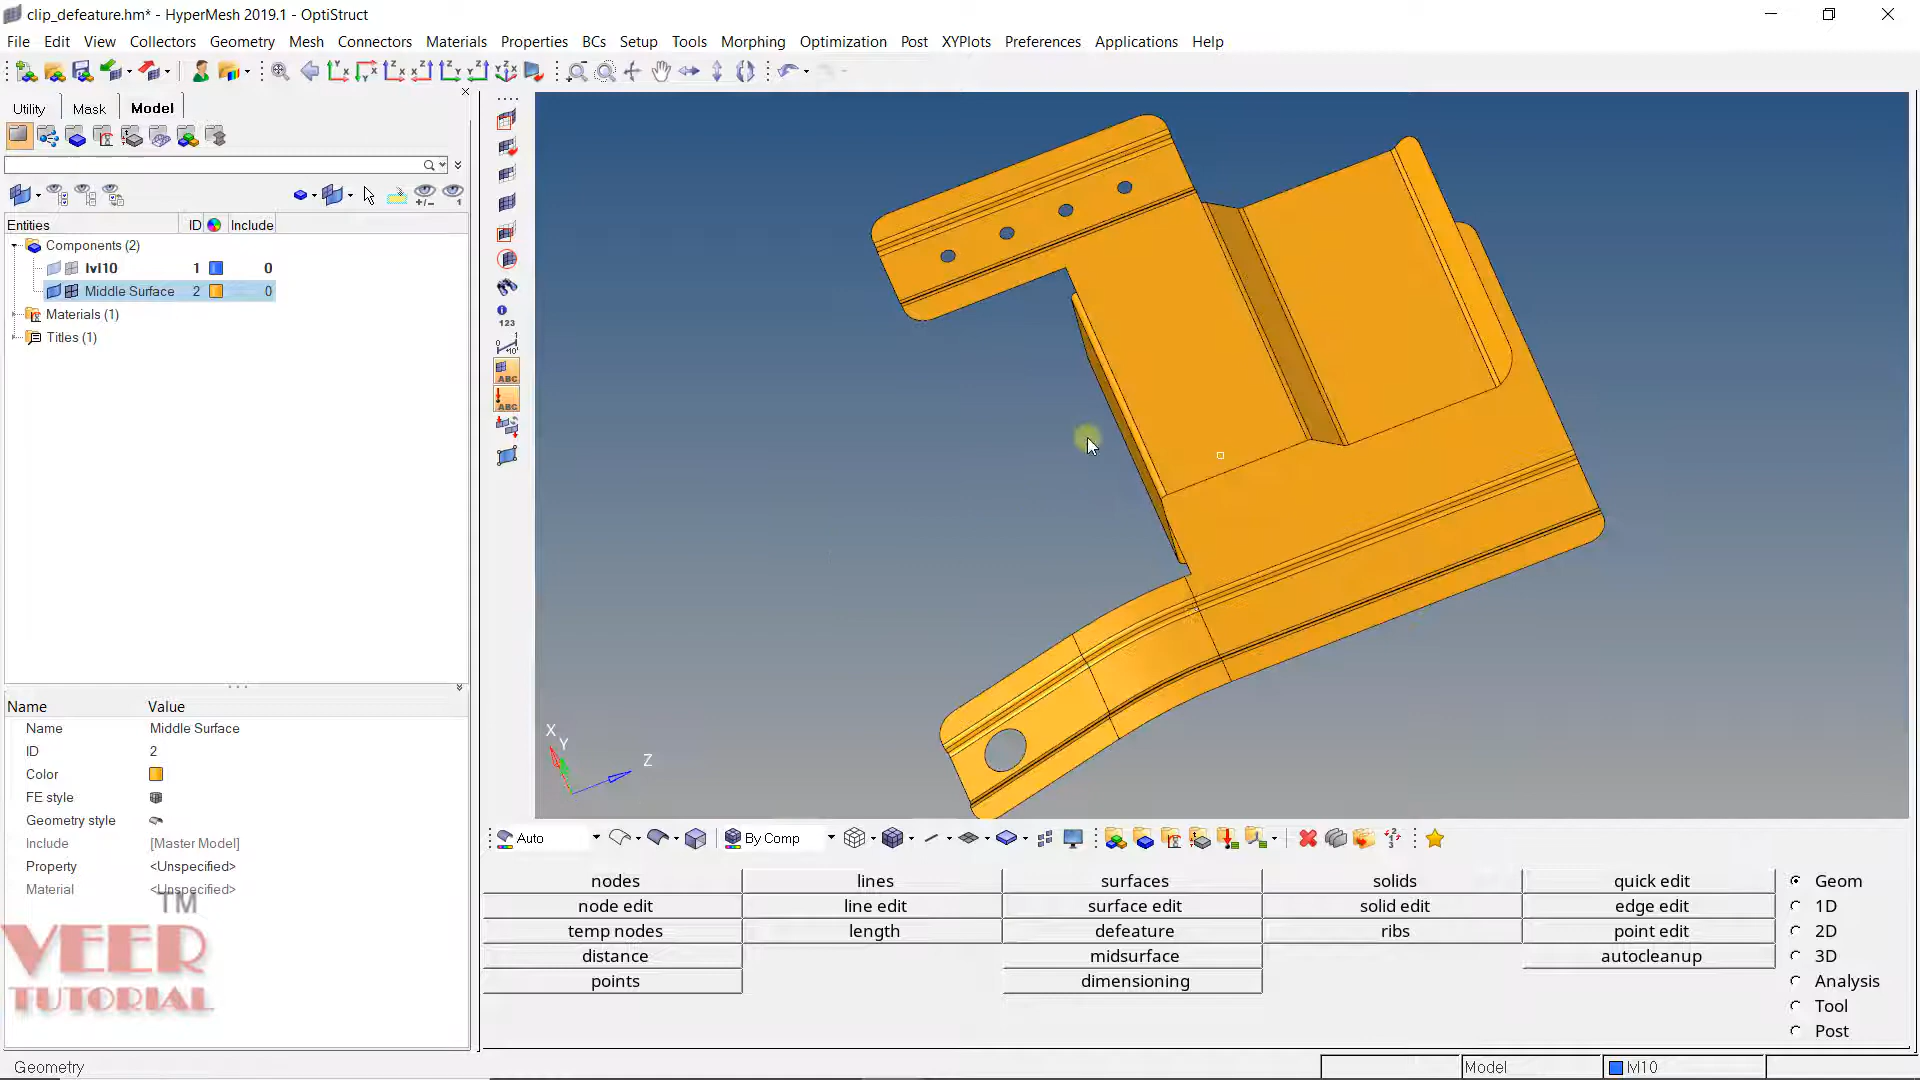 clip_defeature.hm* - HyperMesh 2019.1 - OptiStruct
File Edit View Collectors Geometry Mesh Connectors Materials Properties BCs Setup Tools Morphing Optimization Post XYPlots Preferences Applications Help
Utility Mask Model
Entities ID Include
Components (2)
lvl10 1 0
Middle Surface 2 0
Materials (1)
Titles (1)
123
ABC
ABC
X
Y
Z
Name Value
Name Middle Surface
ID 2
Color
FE style
Geometry style
Include [Master Model]
Property <Unspecified>
Material <Unspecified>
TM
VEER
TUTORIAL
Auto By Comp
nodes lines surfaces solids quick edit Geom
node edit line edit surface edit solid edit edge edit 1D
temp nodes length defeature ribs point edit 2D
distance midsurface autocleanup 3D
points dimensioning Analysis
Tool
Post
Geometry Model lvl10